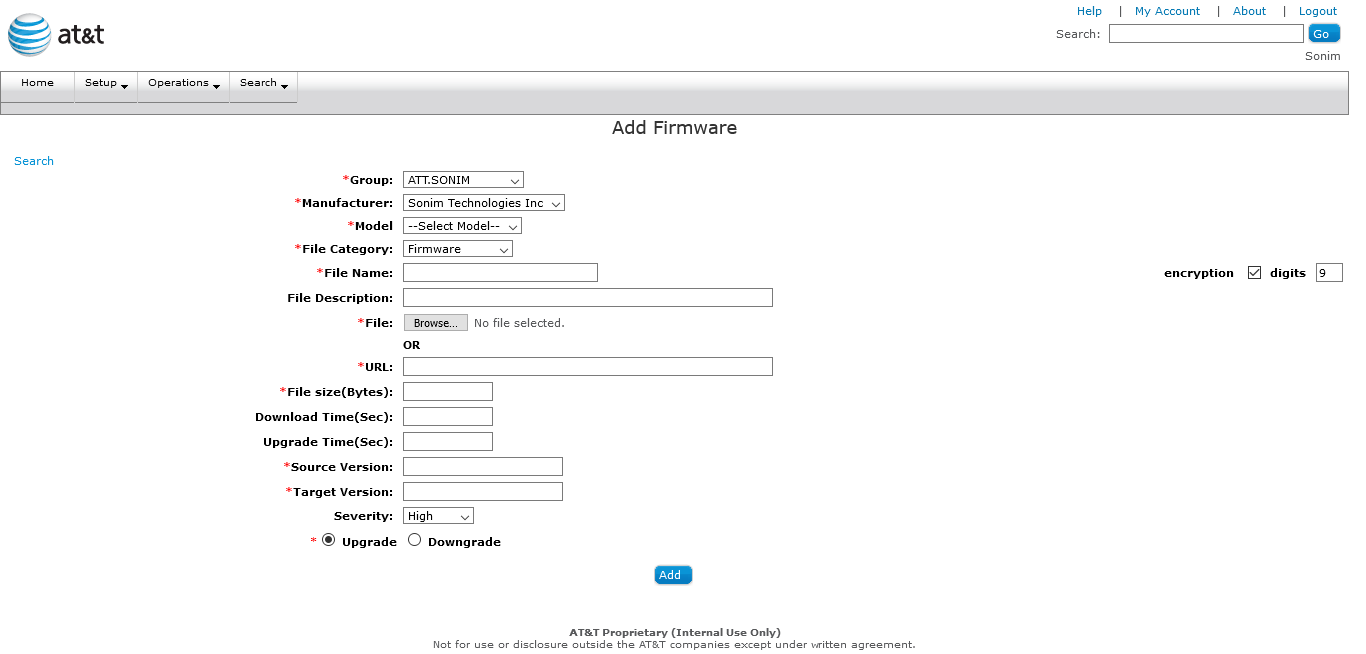 Help | My Account | About | Logout
at&t
Search: Go
Sonim
Home Setup Operations Search
Add Firmware
Search
*Group: ATT.SONIM
*Manufacturer: Sonim Technologies Inc
*Model --Select Model--
*File Category: Firmware
*File Name: encryption digits 9
File Description:
*File: Browse... No file selected.
OR
*URL:
*File size(Bytes):
Download Time(Sec):
Upgrade Time(Sec):
*Source Version:
*Target Version:
Severity: High
* Upgrade Downgrade
Add
AT&T Proprietary (Internal Use Only)
Not for use or disclosure outside the AT&T companies except under written agreement.